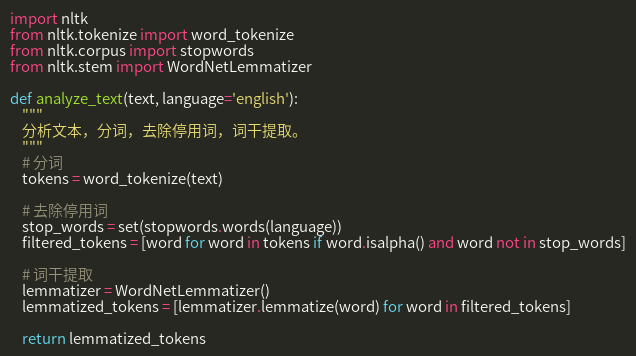 import nltk
from nltk.tokenize import word_tokenize
from nltk.corpus import stopwords
from nltk.stem import WordNetLemmatizer
def analyze_text(text, language='english'):
"""
分析文本，分词，去除停用词，词干提取。
"""
# 分词
tokens = word_tokenize(text)
# 去除停用词
stop_words = set(stopwords.words(language))
filtered_tokens = [word for word in tokens if word.isalpha() and word not in stop_words]
# 词干提取
lemmatizer = WordNetLemmatizer()
lemmatized_tokens = [lemmatizer.lemmatize(word) for word in filtered_tokens]
return lemmatized_tokens